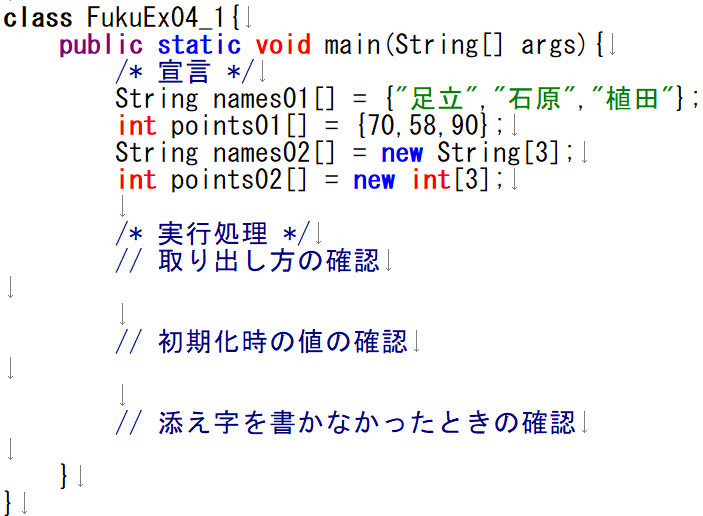 class FukuEx04_1{↓
    public static void main(String[] args){↓
        /* 宣言 */↓
        String names01[] = {"足立","石原","植田"};
        int points01[] = {70,58,90};↓
        String names02[] = new String[3];↓
        int points02[] = new int[3];↓
        ↓
        /* 実行処理 */↓
        // 取り出し方の確認↓
↓
        ↓
        // 初期化時の値の確認↓
↓
        ↓
        // 添え字を書かなかったときの確認↓
↓
    }↓
}↓